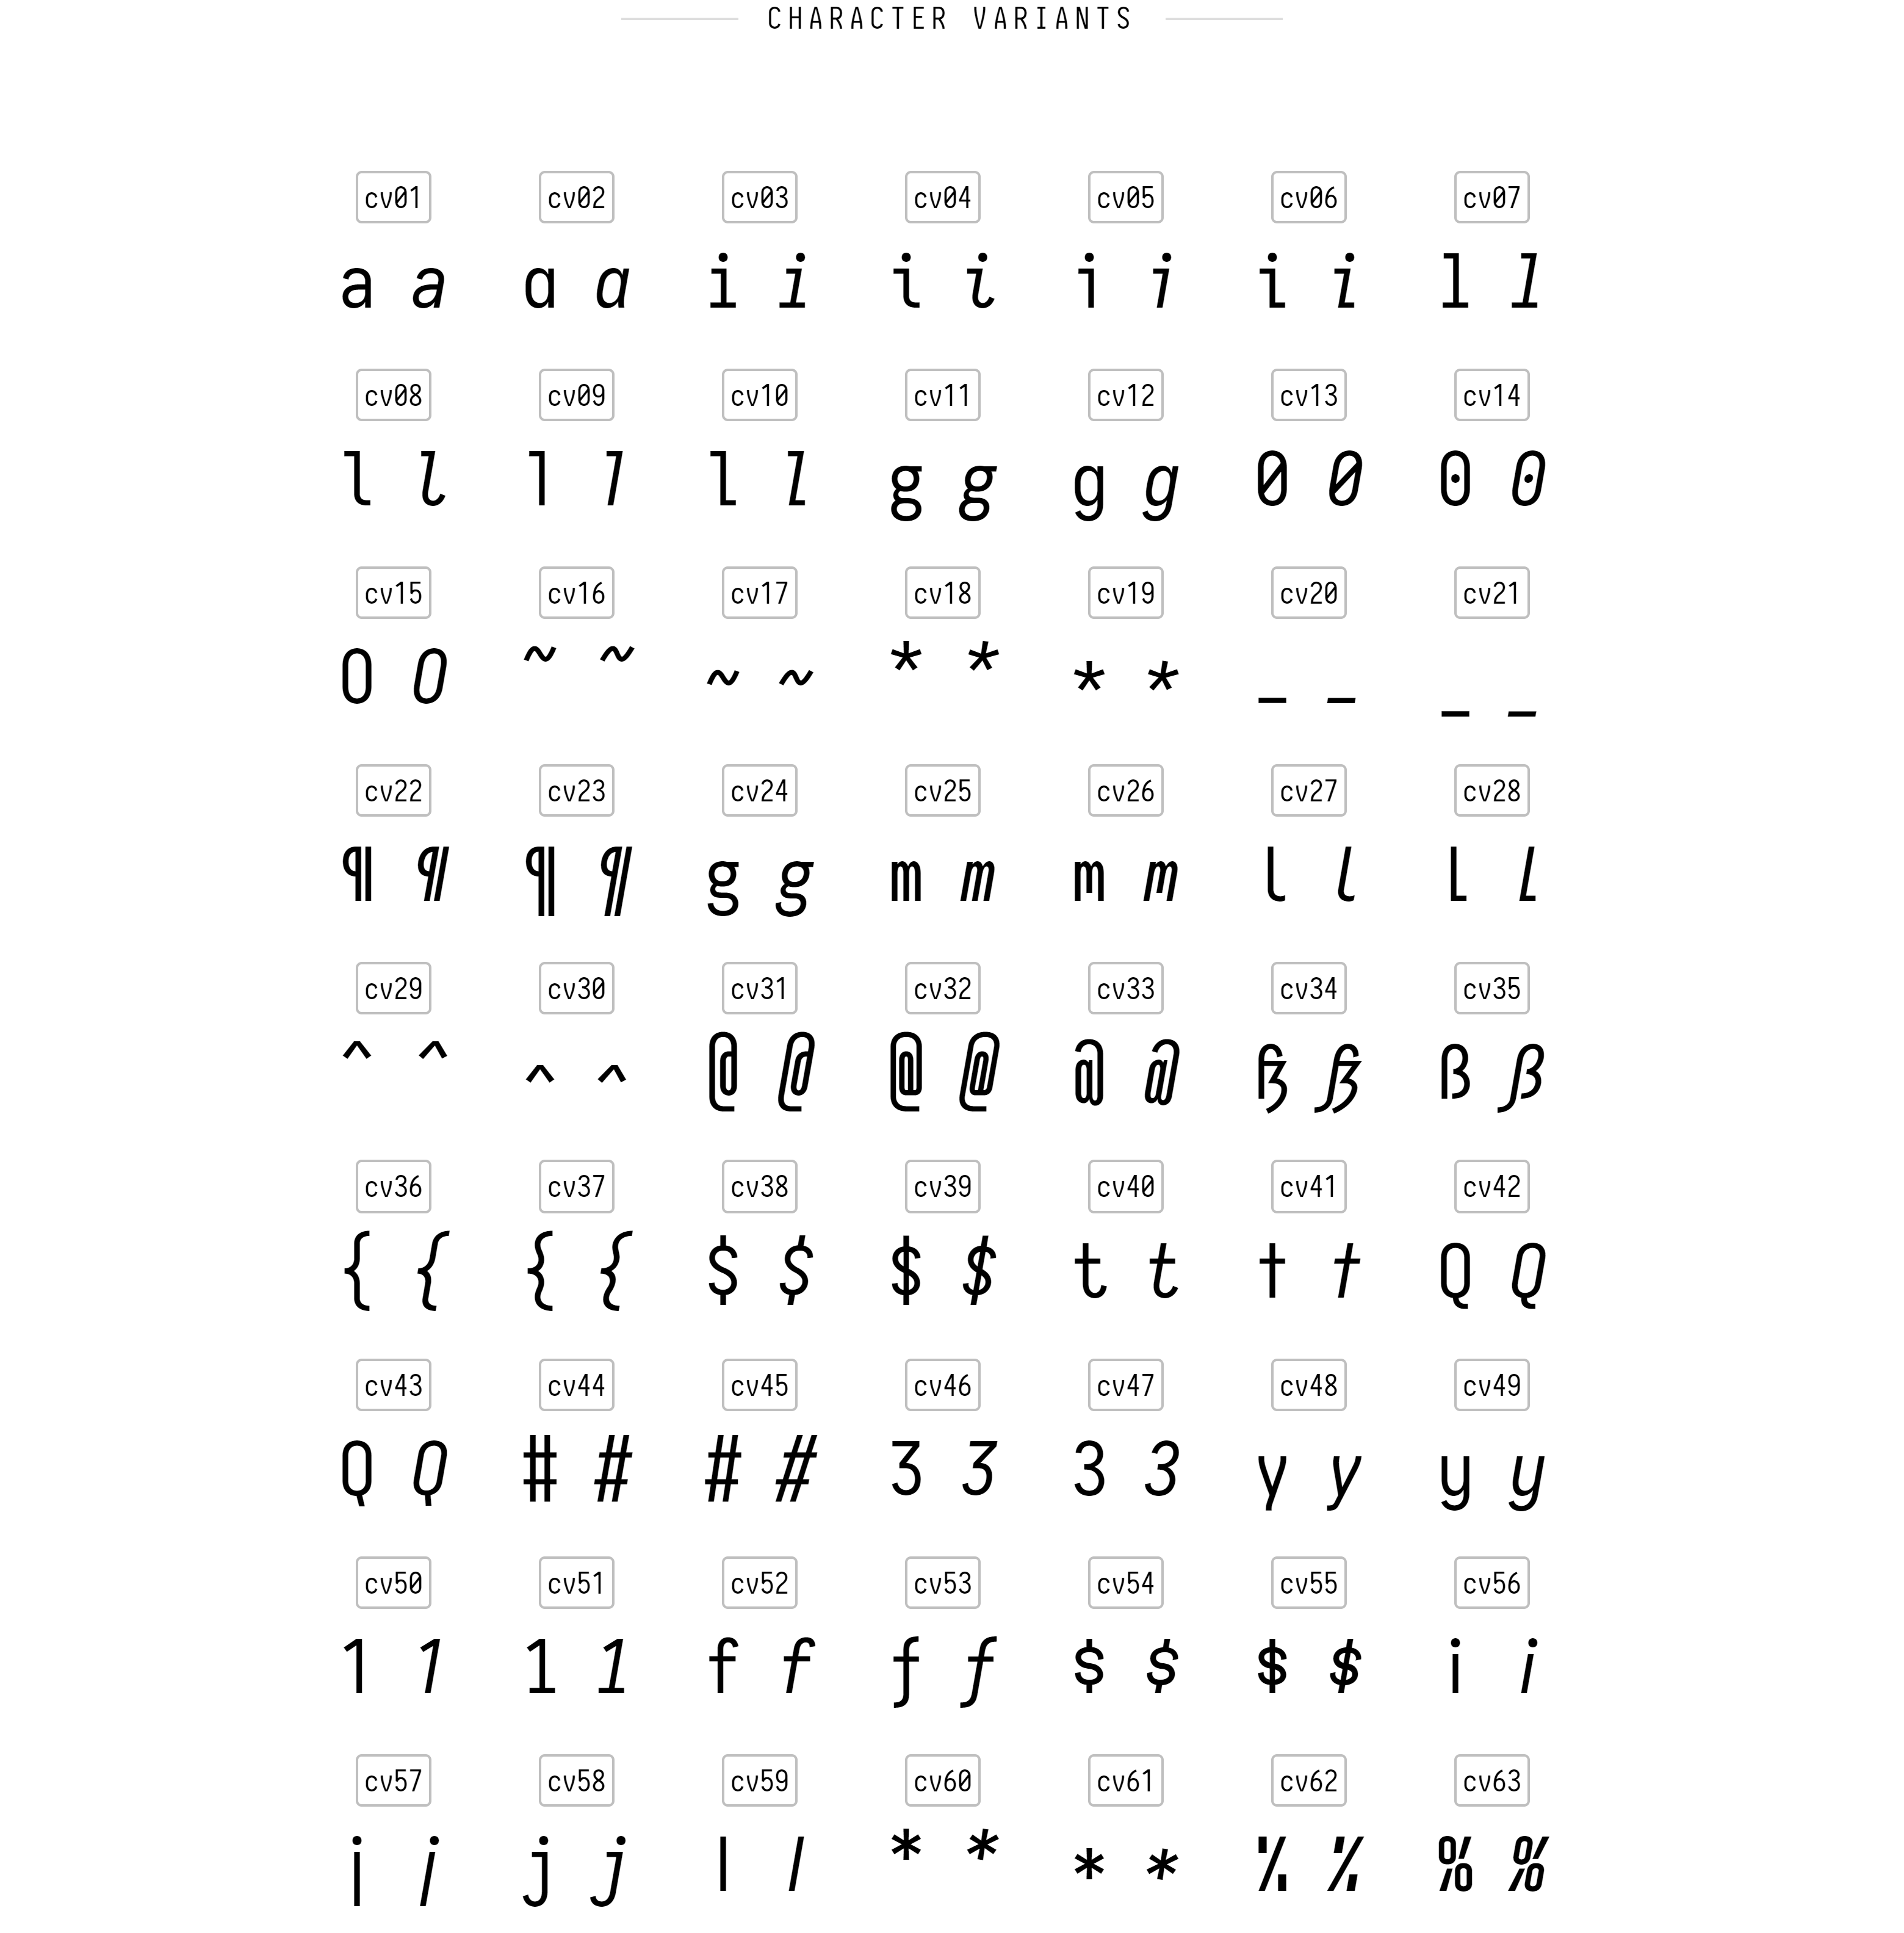 CHARACTER VARIANTS
cv01 cv02 cv03 cv04 cv05 cv06 cv07
a a a a i i i i i i i i l l
cv08 cv09 cv10 cv11 cv12 cv13 cv14
l l l l l l g g g g 0 0 0 0
cv15 cv16 cv17 cv18 cv19 cv20 cv21
0 0 ~ ~ ~ ~ * * * * _ _ _ _
cv22 cv23 cv24 cv25 cv26 cv27 cv28
¶ ¶ ¶ ¶ g g m m m m l l l l
cv29 cv30 cv31 cv32 cv33 cv34 cv35
^ ^ ^ ^ @ @ @ @ @ @ ß ß ß ß
cv36 cv37 cv38 cv39 cv40 cv41 cv42
{ { { { $ $ $ $ t t t t Q Q
cv43 cv44 cv45 cv46 cv47 cv48 cv49
Q Q # # # # 3 3 3 3 y y y y
cv50 cv51 cv52 cv53 cv54 cv55 cv56
1 1 1 1 f f f f $ $ $ $ i i
cv57 cv58 cv59 cv60 cv61 cv62 cv63
j j j j l l * * * * % % % %